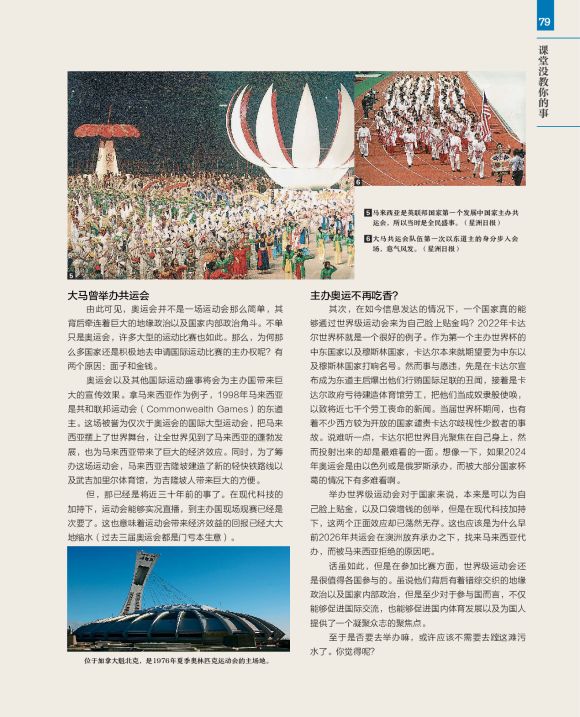 79
课堂没教你的事
5
6
5 马来西亚是英联邦国家第一个发展中国家主办共
运会，所以当时是全民盛事。（星洲日报）
6 大马共运会队伍第一次以东道主的身分步入会
场，意气风发。（星洲日报）
大马曾举办共运会
由此可见，奥运会并不是一场运动会那么简单，其
背后牵连着巨大的地缘政治以及国家内部政治角斗。不单
只是奥运会，许多大型的运动比赛也如此。那么，为何那
么多国家还是积极地去申请国际运动比赛的主办权呢？有
两个原因：面子和金钱。
奥运会以及其他国际运动盛事将会为主办国带来巨
大的宣传效果。拿马来西亚作为例子，1998年马来西亚
是共和联邦运动会（Commonwealth Games）的东道
主。这场被誉为仅次于奥运会的国际大型运动会，把马来
西亚摆上了世界舞台，让全世界见到了马来西亚的蓬勃发
展，也为马来西亚带来了巨大的经济效应。同时，为了筹
办这场运动会，马来西亚吉隆坡建造了新的轻快铁路线以
及武吉加里尔体育馆，为吉隆坡人带来巨大的方便。
但，那已经是将近三十年前的事了。在现代科技的
加持下，运动会能够实况直播，到主办国现场观赛已经是
次要了。这也意味着运动会带来经济效益的回报已经大大
地缩水（过去三届奥运会都是门亏本生意）。
位于加拿大魁北克，是1976年夏季奥林匹克运动会的主场地。
主办奥运不再吃香？
其次，在如今信息发达的情况下，一个国家真的能
够通过世界级运动会来为自己脸上贴金吗？2022年卡达
尔世界杯就是一个很好的例子。作为第一个主办世界杯的
中东国家以及穆斯林国家，卡达尔本来就期望要为中东以
及穆斯林国家打响名号。然而事与愿违，先是在卡达尔宣
布成为东道主后爆出他们行贿国际足联的丑闻，接着是卡
达尔政府亏待建造体育馆劳工，把他们当成奴隶般使唤，
以致将近七千个劳工丧命的新闻。当届世界杯期间，也有
着不少西方较为开放的国家谴责卡达尔歧视性少数者的事
故。说难听一点，卡达尔把世界目光聚焦在自己身上，然
而投射出来的却是最难看的一面。想像一下，如果2024
年奥运会是由以色列或是俄罗斯承办，而被大部分国家杯
葛的情况下有多难看啊。
举办世界级运动会对于国家来说，本来是可以为自
己脸上贴金，以及口袋增钱的创举，但是在现代科技加持
下，这两个正面效应却已荡然无存。这也应该是为什么早
前2026年共运会在澳洲放弃承办之下，找来马来西亚代
办，而被马来西亚拒绝的原因吧。
话虽如此，但是在参加比赛方面，世界级运动会还
是很值得各国参与的。虽说他们背后有着错综交织的地缘
政治以及国家内部政治，但是至少对于参与国而言，不仅
能够促进国际交流，也能够促进国内体育发展以及为国人
提供了一个凝聚众志的聚焦点。
至于是否要去举办嘛，或许应该不需要去蹚这滩污
水了。你觉得呢？